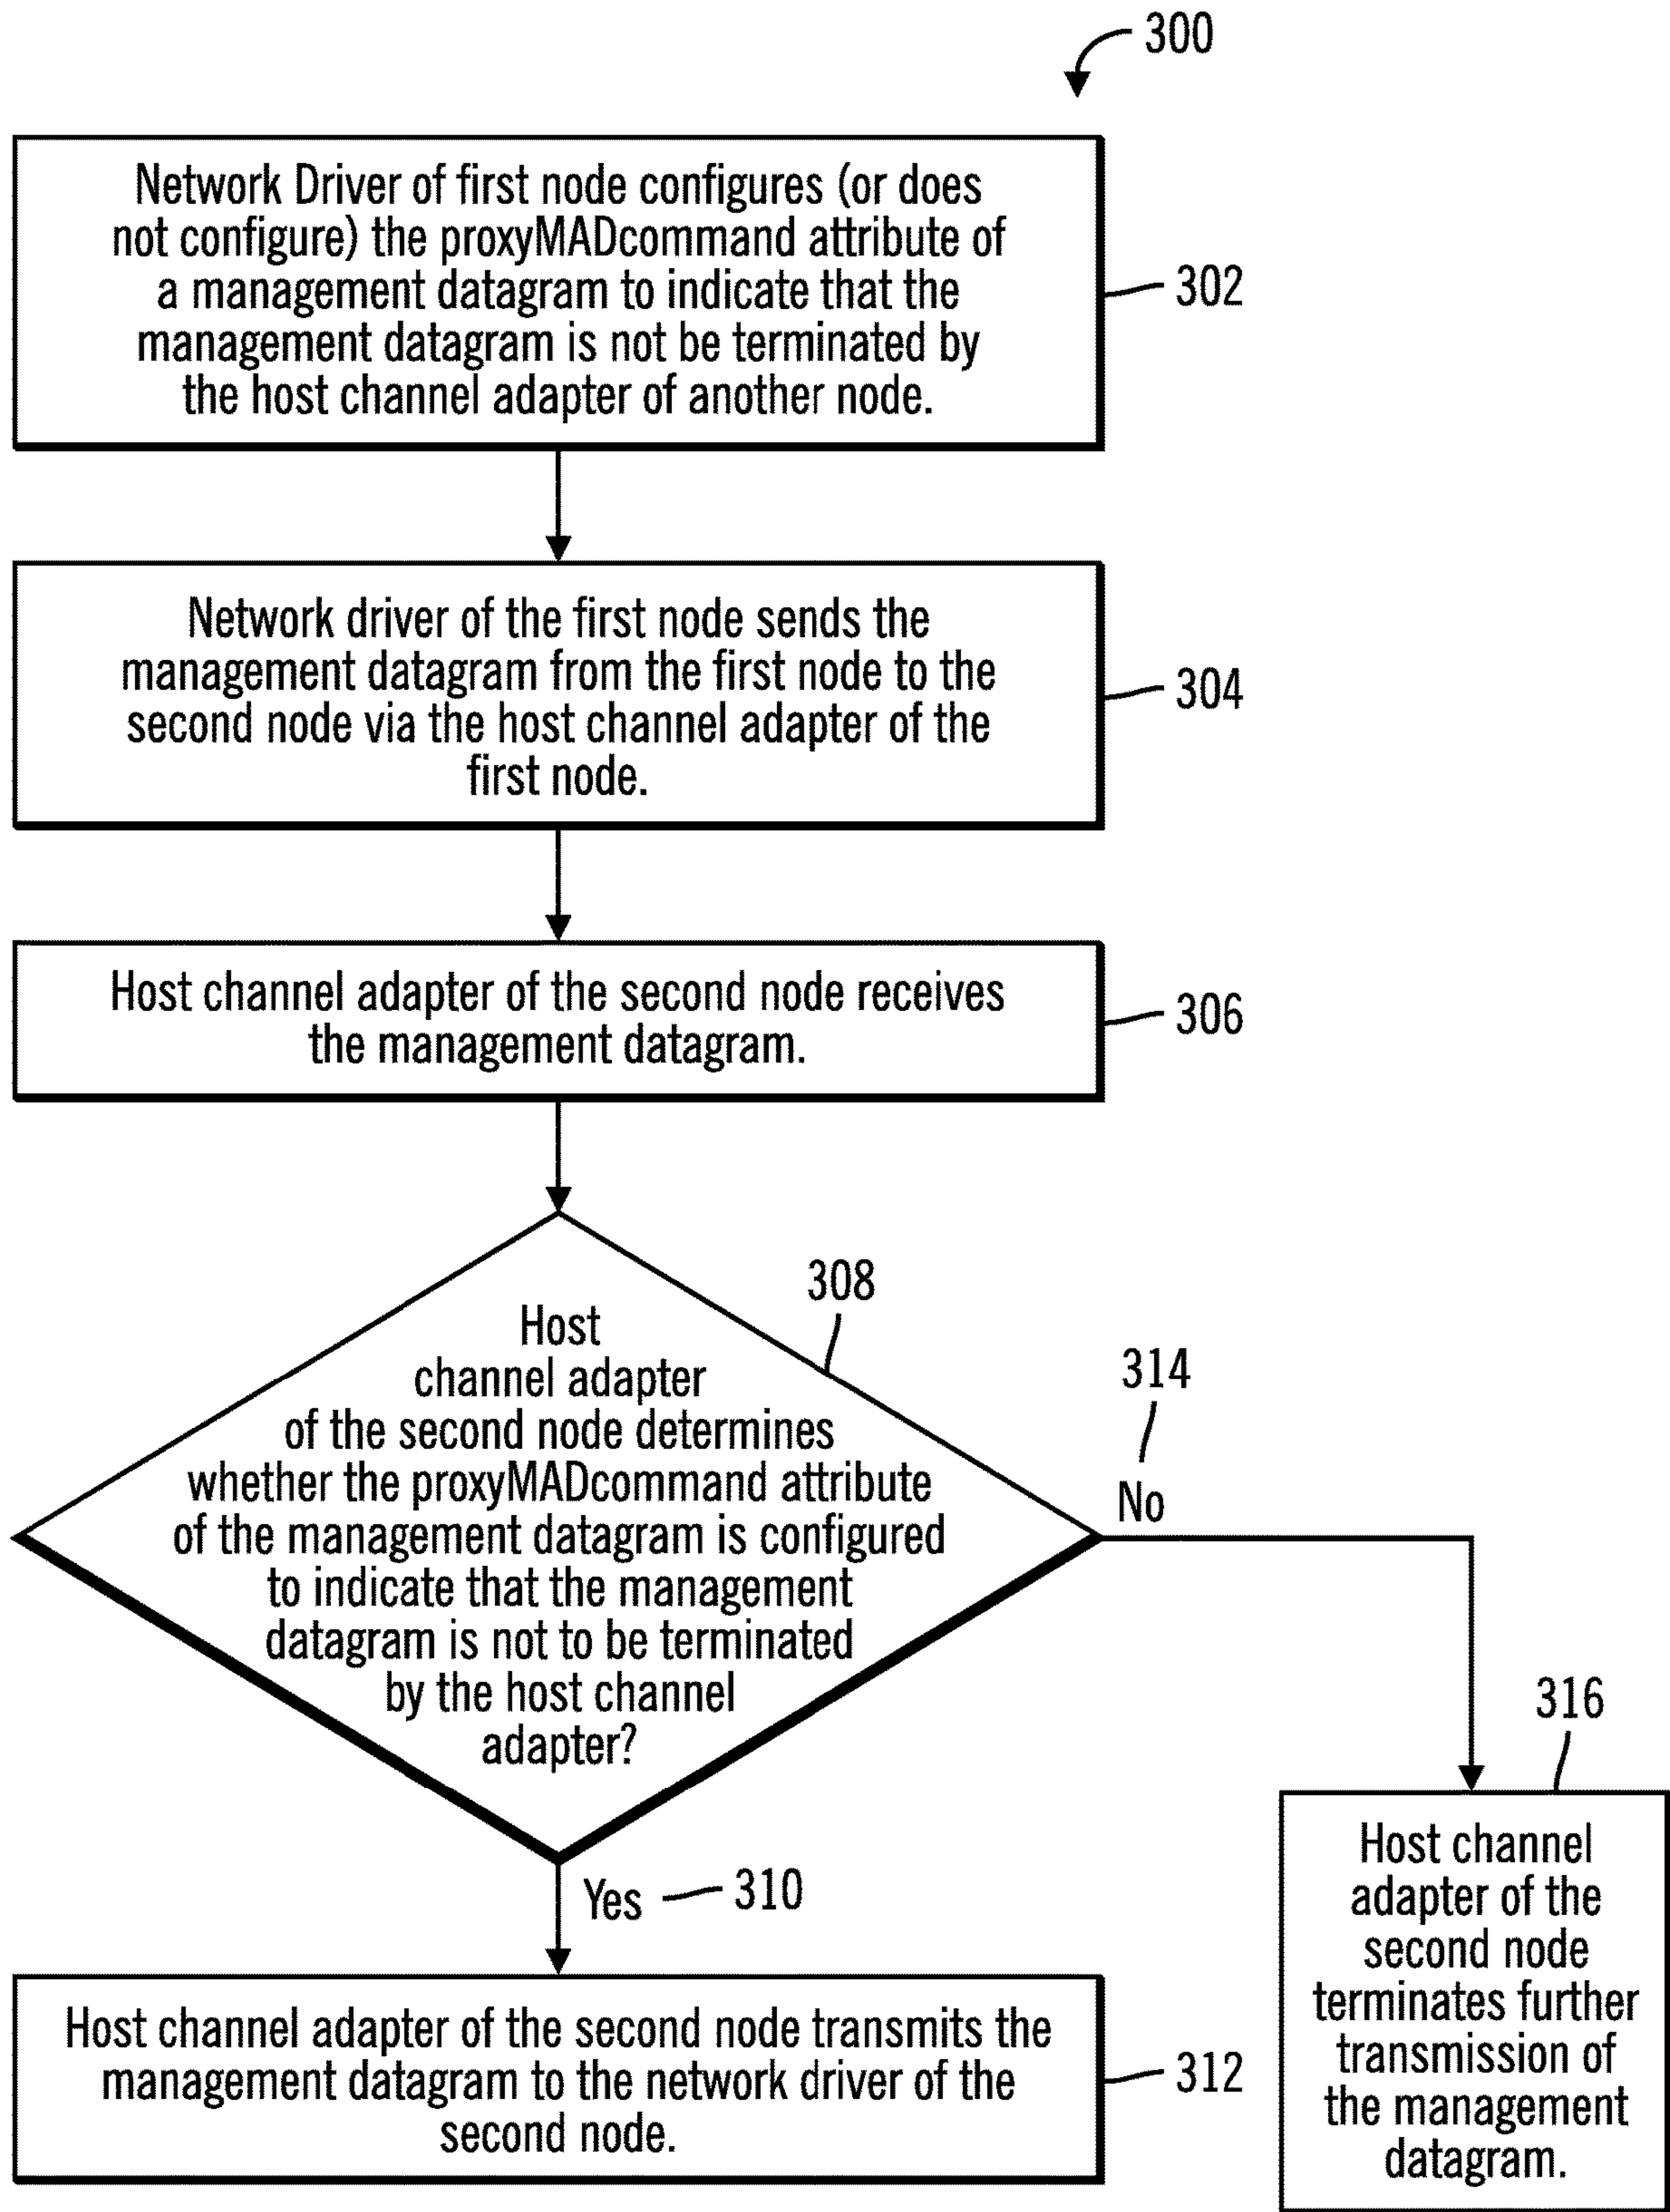 300
Network Driver of first node configures (or does
not configure) the proxyMADcommand attribute of
a management datagram to indicate that the
management datagram is not be terminated by
the host channel adapter of another node.
302
Network driver of the first node sends the
management datagram from the first node to the
second node via the host channel adapter of the
first node.
304
Host channel adapter of the second node receives
the management datagram.
306
308
Host
channel adapter
of the second node determines
whether the proxyMADcommand attribute
of the management datagram is configured
to indicate that the management
datagram is not to be terminated
by the host channel
adapter?
314
No
316
Host channel
adapter of the
second node
terminates further
transmission of
the management
datagram.
Yes
310
Host channel adapter of the second node transmits the
management datagram to the network driver of the
second node.
312